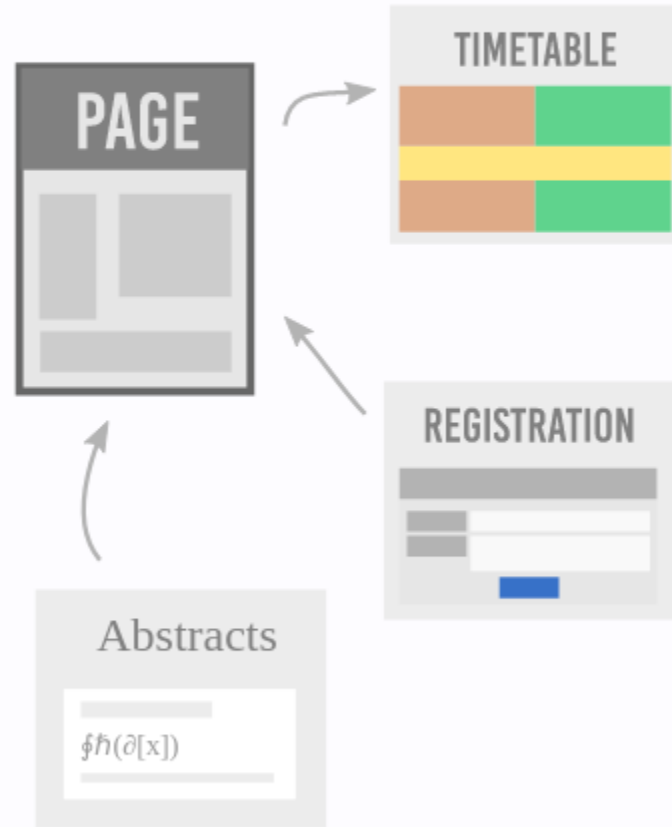 PAGE
TIMETABLE
REGISTRATION
Abstracts
∮ℏ(∂[x])